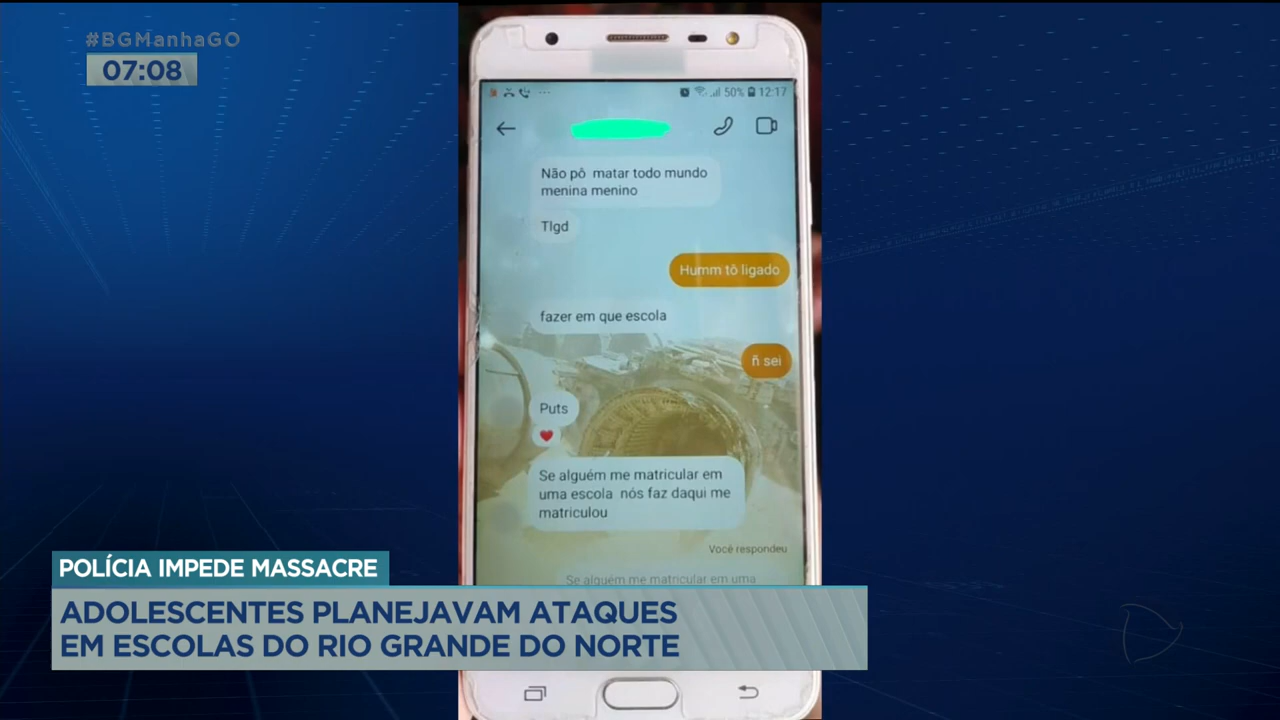 #BGManhaGO
07:08
50% 12:17
Não pô matar todo mundo
menina menino
Tlgd
Humm tô ligado
fazer em que escola
ñ sei
Puts
Se alguém me matricular em
uma escola nós faz daqui me
matriculou
Você respondeu
Se alguém me matricular em uma
POLÍCIA IMPEDE MASSACRE
ADOLESCENTES PLANEJAVAM ATAQUES
EM ESCOLAS DO RIO GRANDE DO NORTE